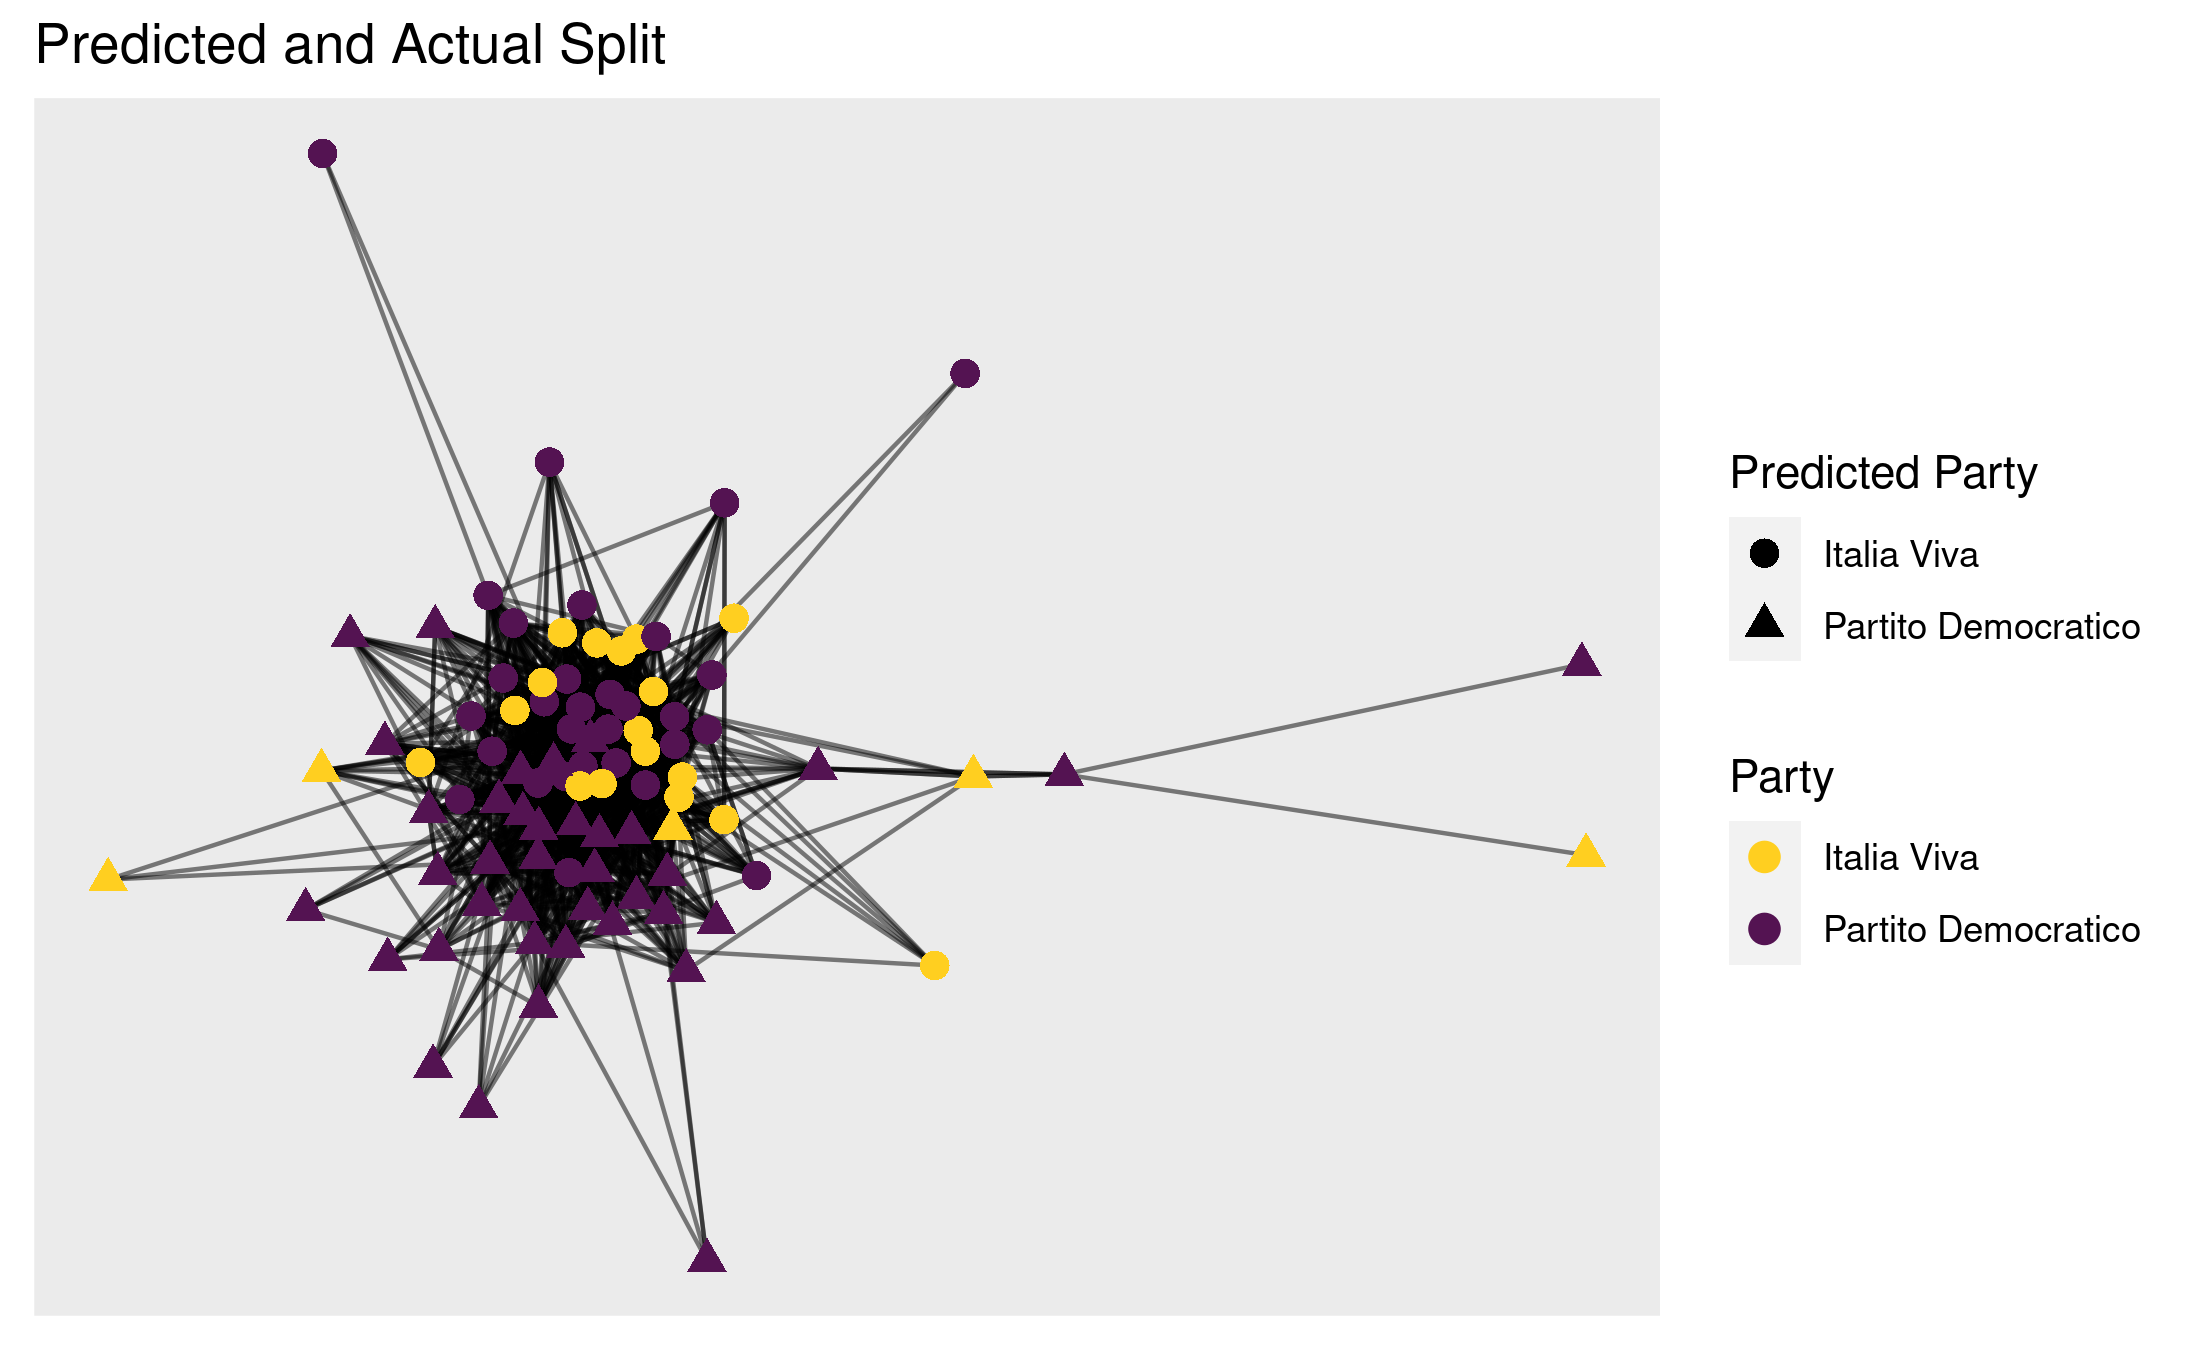 Predicted and Actual Split
Predicted Party
Italia Viva
Partito Democratico
Party
Italia Viva
Partito Democratico